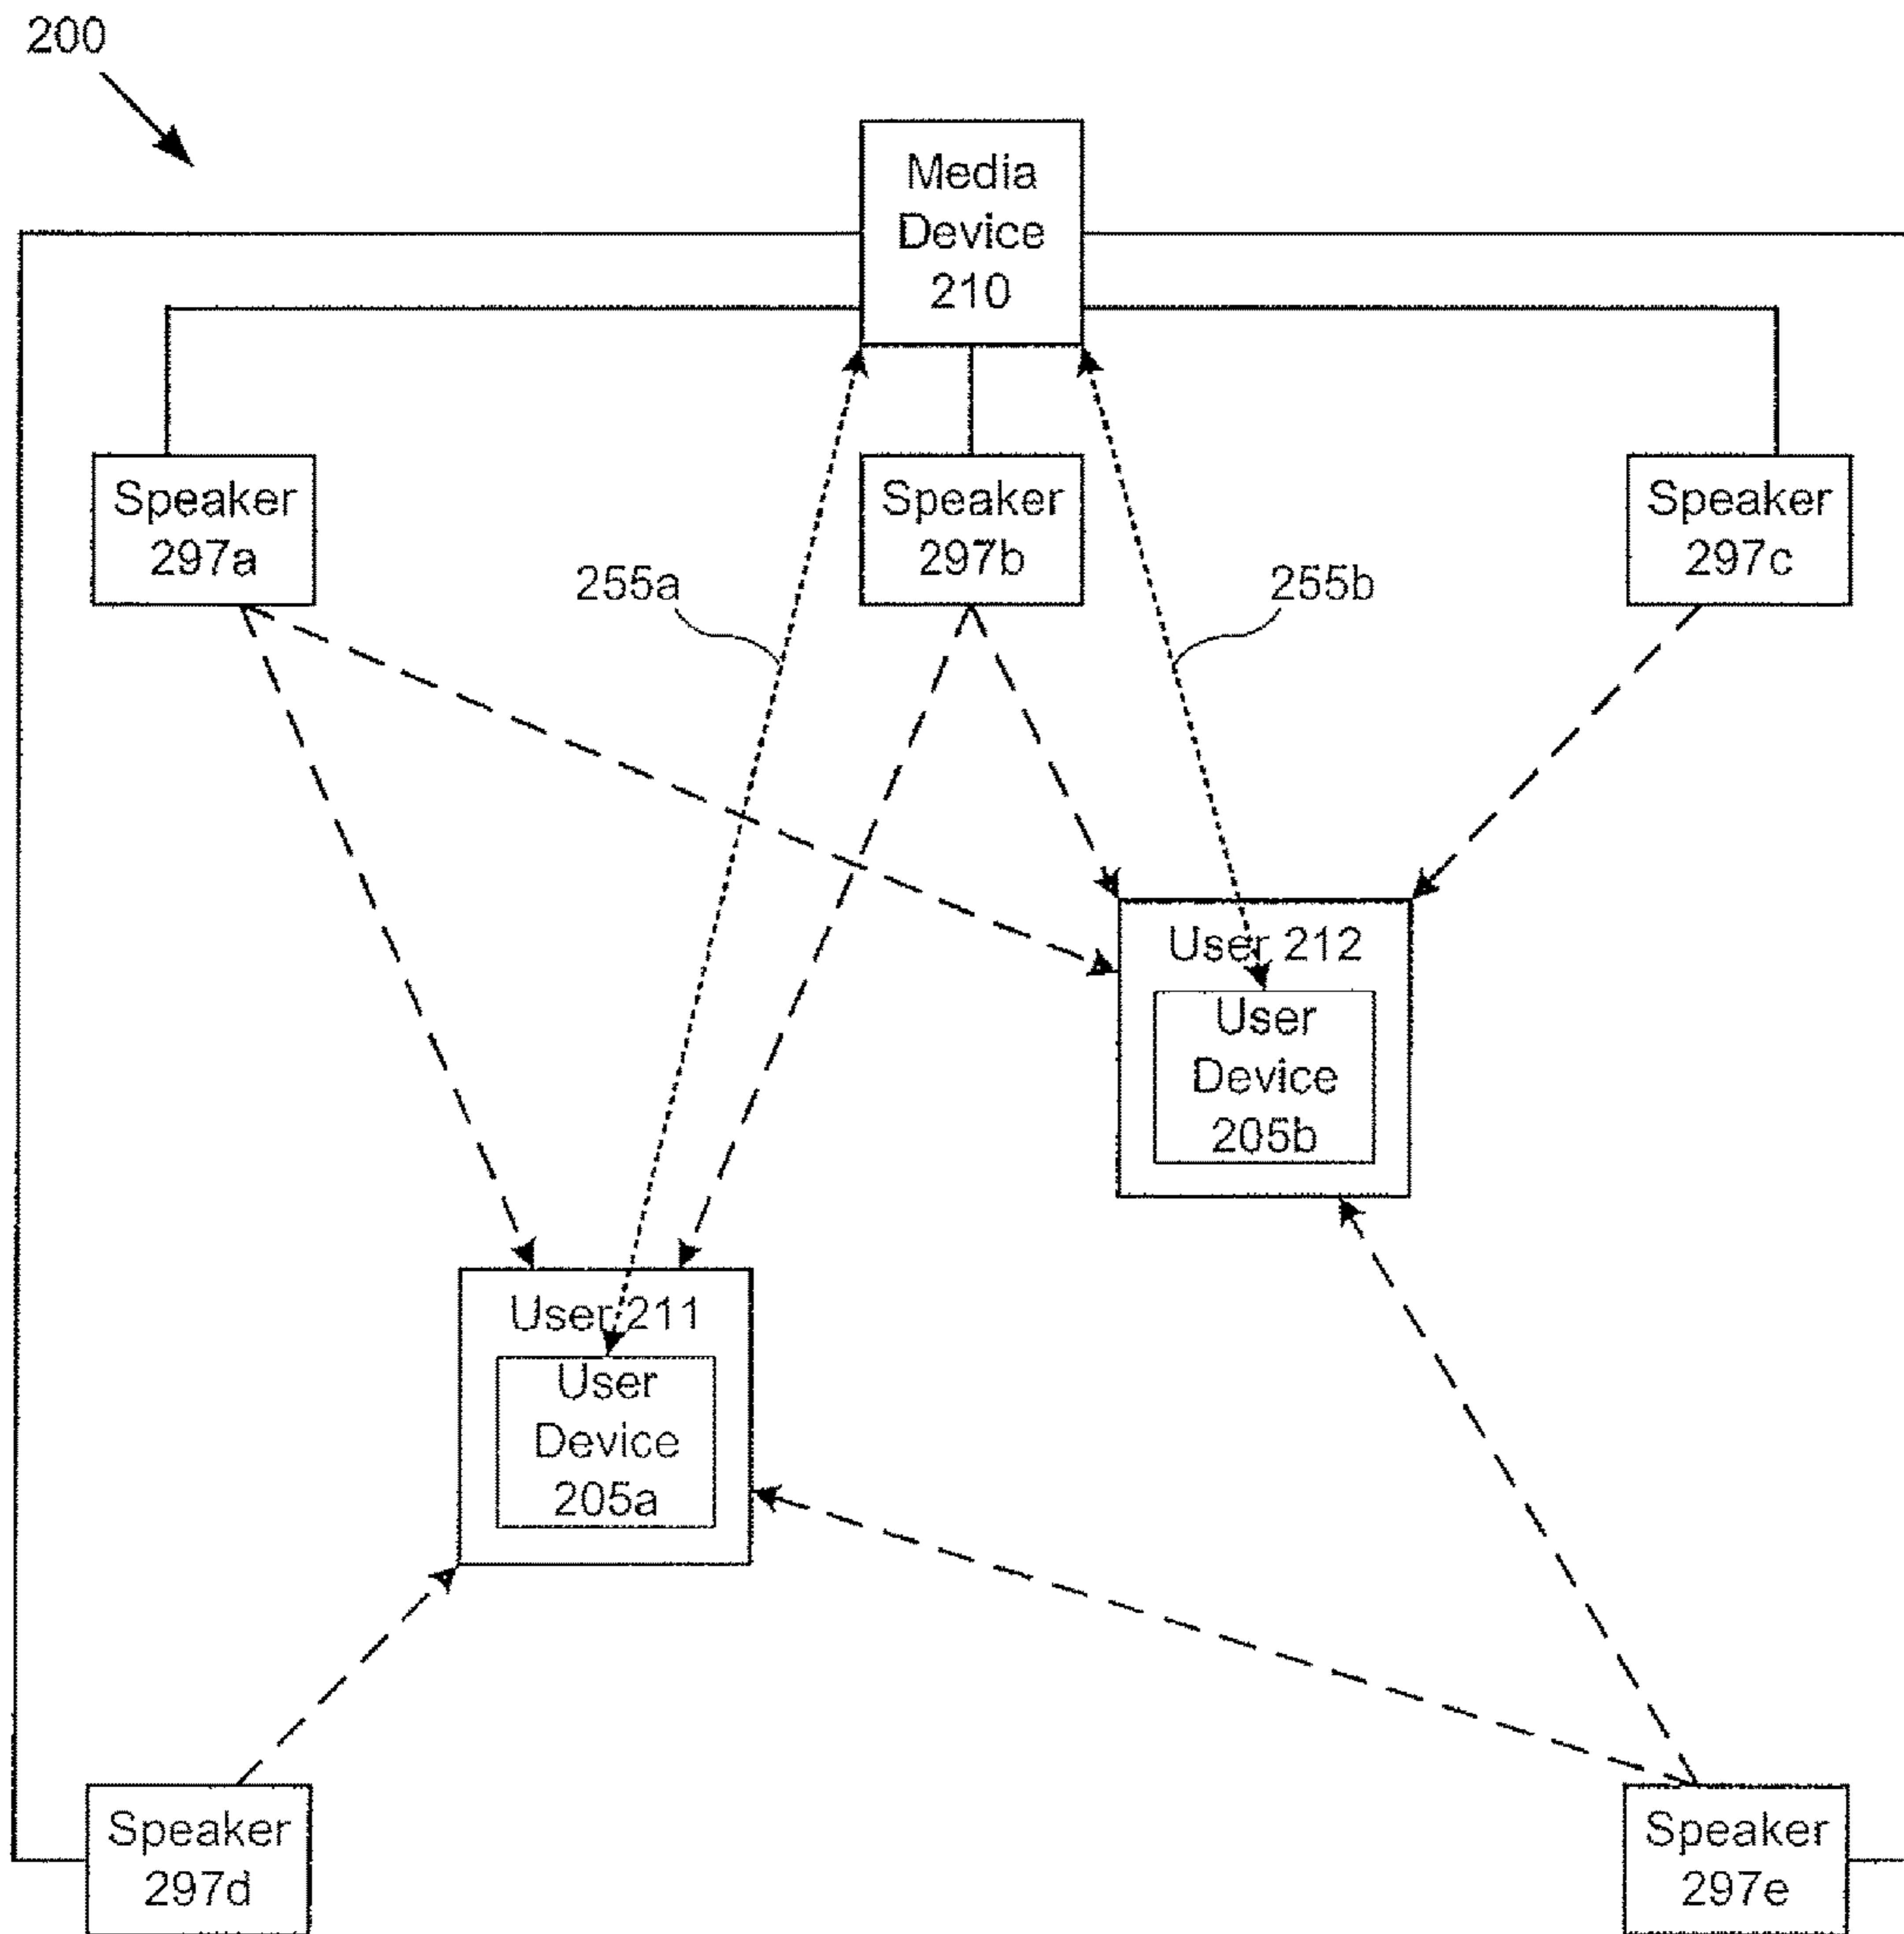 200
Media
Device
210
Speaker
297a
Speaker
297b
Speaker
297c
255a
255b
User 212
User
Device
205b
User 211
User
Device
205a
Speaker
297d
Speaker
297e